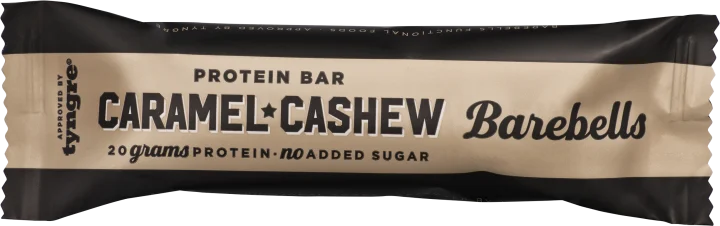 BAREBELLS FUNCTIONAL FOODS · APPROVED BY TYNGRE
APPROVED BY
tyngre®
PROTEIN BAR
CARAMEL★CASHEW
20 grams PROTEIN · no ADDED SUGAR
Barebells